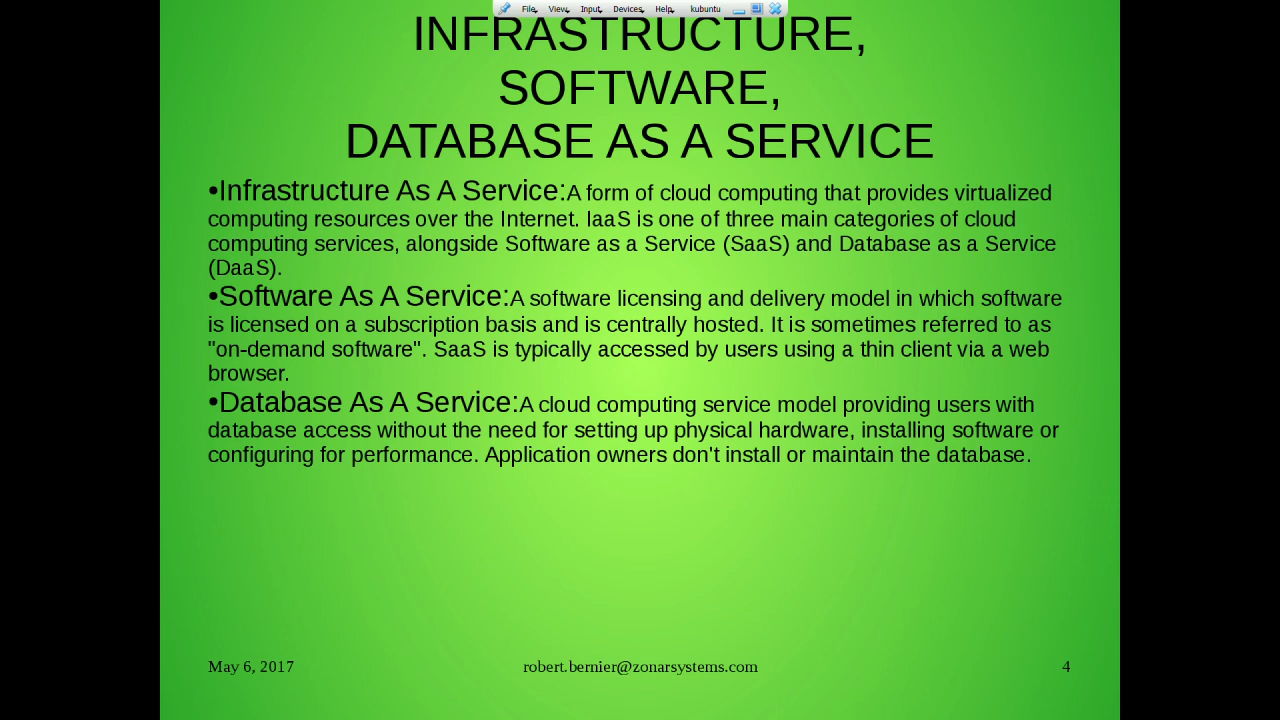 File View Input Devices Help kubuntu
INFRASTRUCTURE,
SOFTWARE,
DATABASE AS A SERVICE
•Infrastructure As A Service:A form of cloud computing that provides virtualized
computing resources over the Internet. IaaS is one of three main categories of cloud
computing services, alongside Software as a Service (SaaS) and Database as a Service
(DaaS).
•Software As A Service:A software licensing and delivery model in which software
is licensed on a subscription basis and is centrally hosted. It is sometimes referred to as
"on-demand software". SaaS is typically accessed by users using a thin client via a web
browser.
•Database As A Service:A cloud computing service model providing users with
database access without the need for setting up physical hardware, installing software or
configuring for performance. Application owners don't install or maintain the database.
May 6, 2017 robert.bernier@zonarsystems.com 4